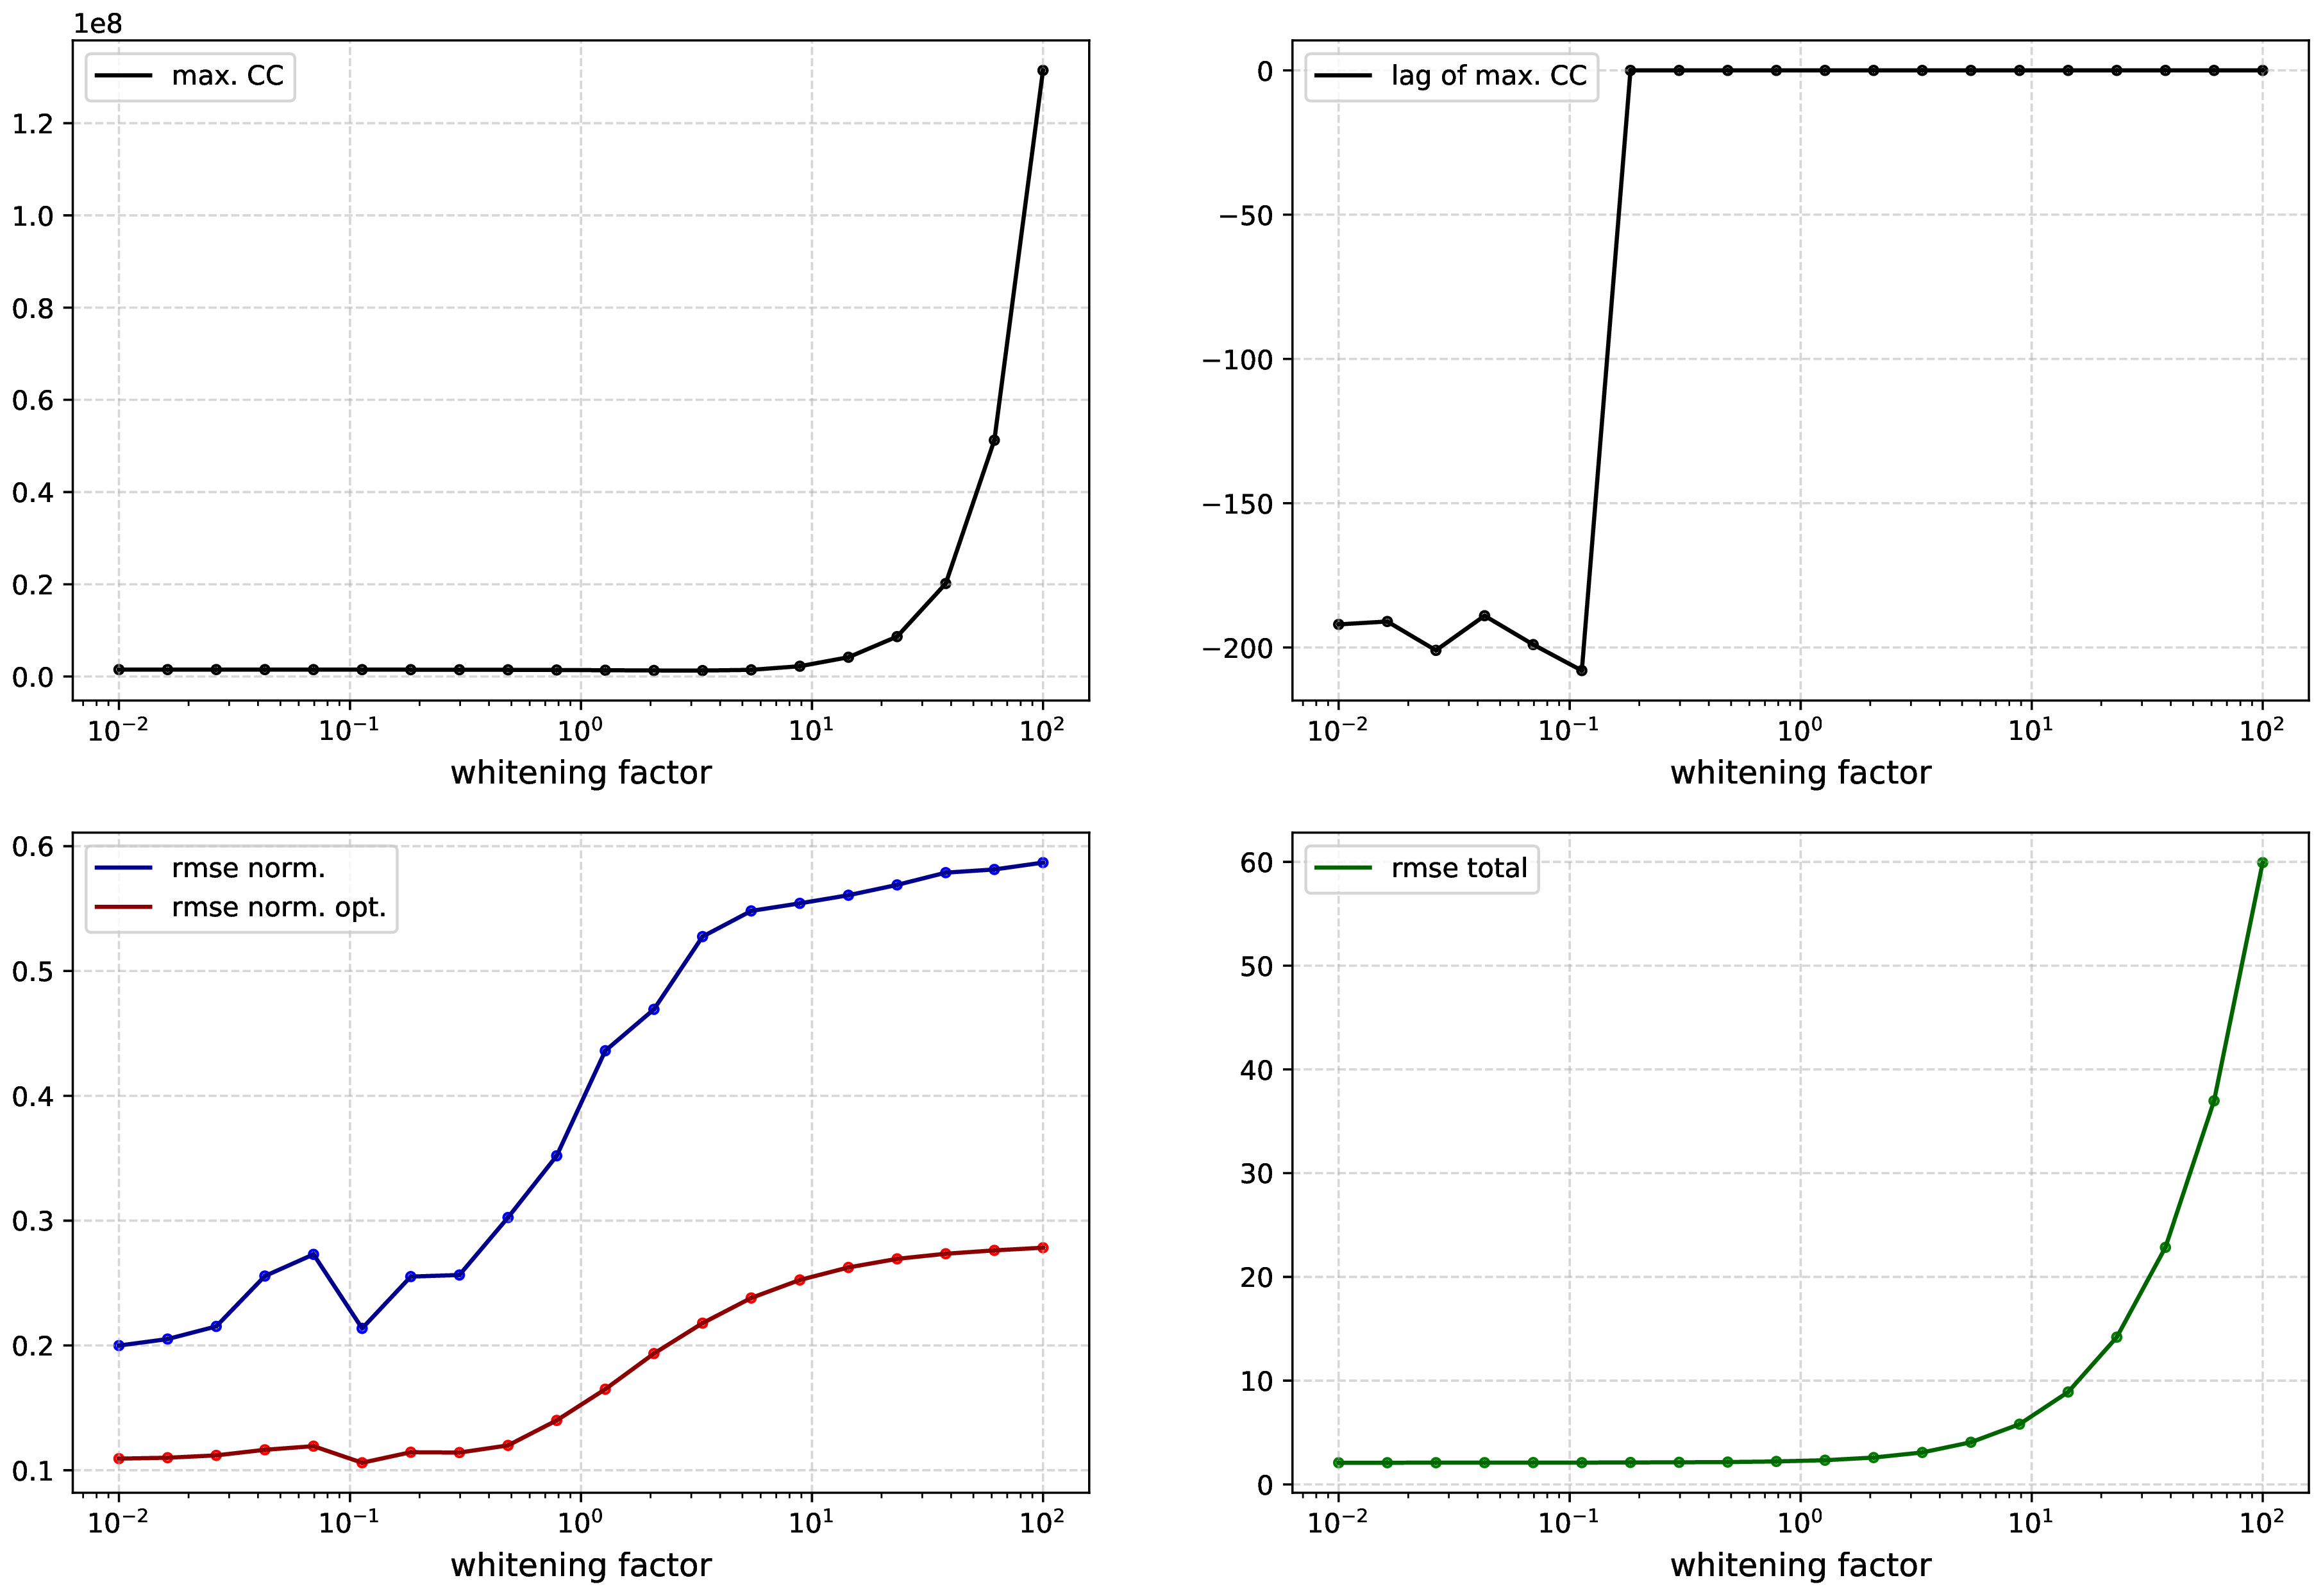 1e8
max. CC
1.2
1.0
0.8
0.6
0.4
0.2
0.0
10⁻² 10⁻¹ 10⁰ 10¹ 10²
whitening factor
lag of max. CC
0
−50
−100
−150
−200
10⁻² 10⁻¹ 10⁰ 10¹ 10²
whitening factor
rmse norm.
rmse norm. opt.
0.6
0.5
0.4
0.3
0.2
0.1
10⁻² 10⁻¹ 10⁰ 10¹ 10²
whitening factor
rmse total
60
50
40
30
20
10
0
10⁻² 10⁻¹ 10⁰ 10¹ 10²
whitening factor